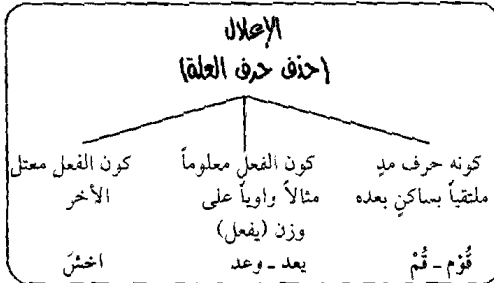 الإعلال
(حذف حرف العلة)
كونه حرف مدٍ
ملتقياً بساكنٍ بعده
قُوْم - قُمْ
كون الفعل معلوماً
مثالاً واوياً على
وزن (يفعل)
يعد - وعد
كون الفعل معتل
الأخر
اخشَ